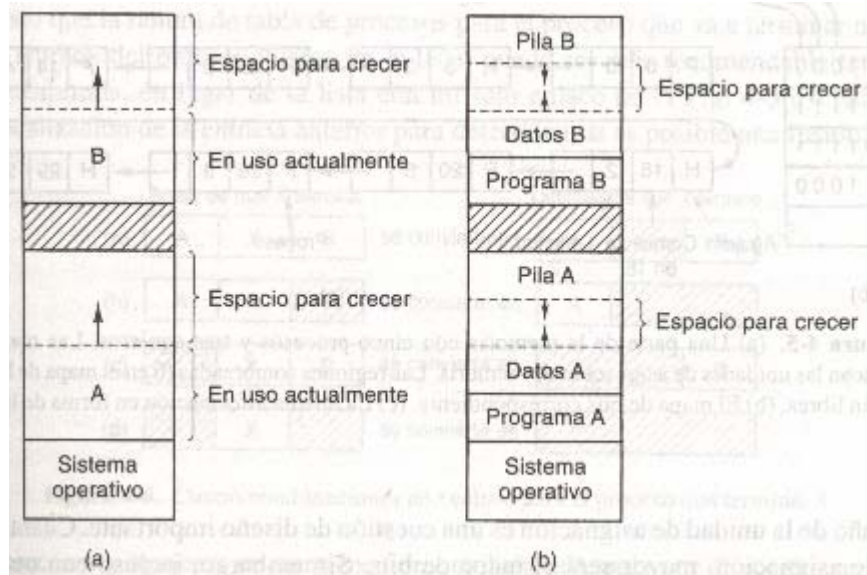 Espacio para crecer
B
En uso actualmente
Espacio para crecer
A
En uso actualmente
Sistema
operativo
(a)
Pila B
Espacio para crecer
Datos B
Programa B
Pila A
Espacio para crecer
Datos A
Programa A
Sistema
operativo
(b)